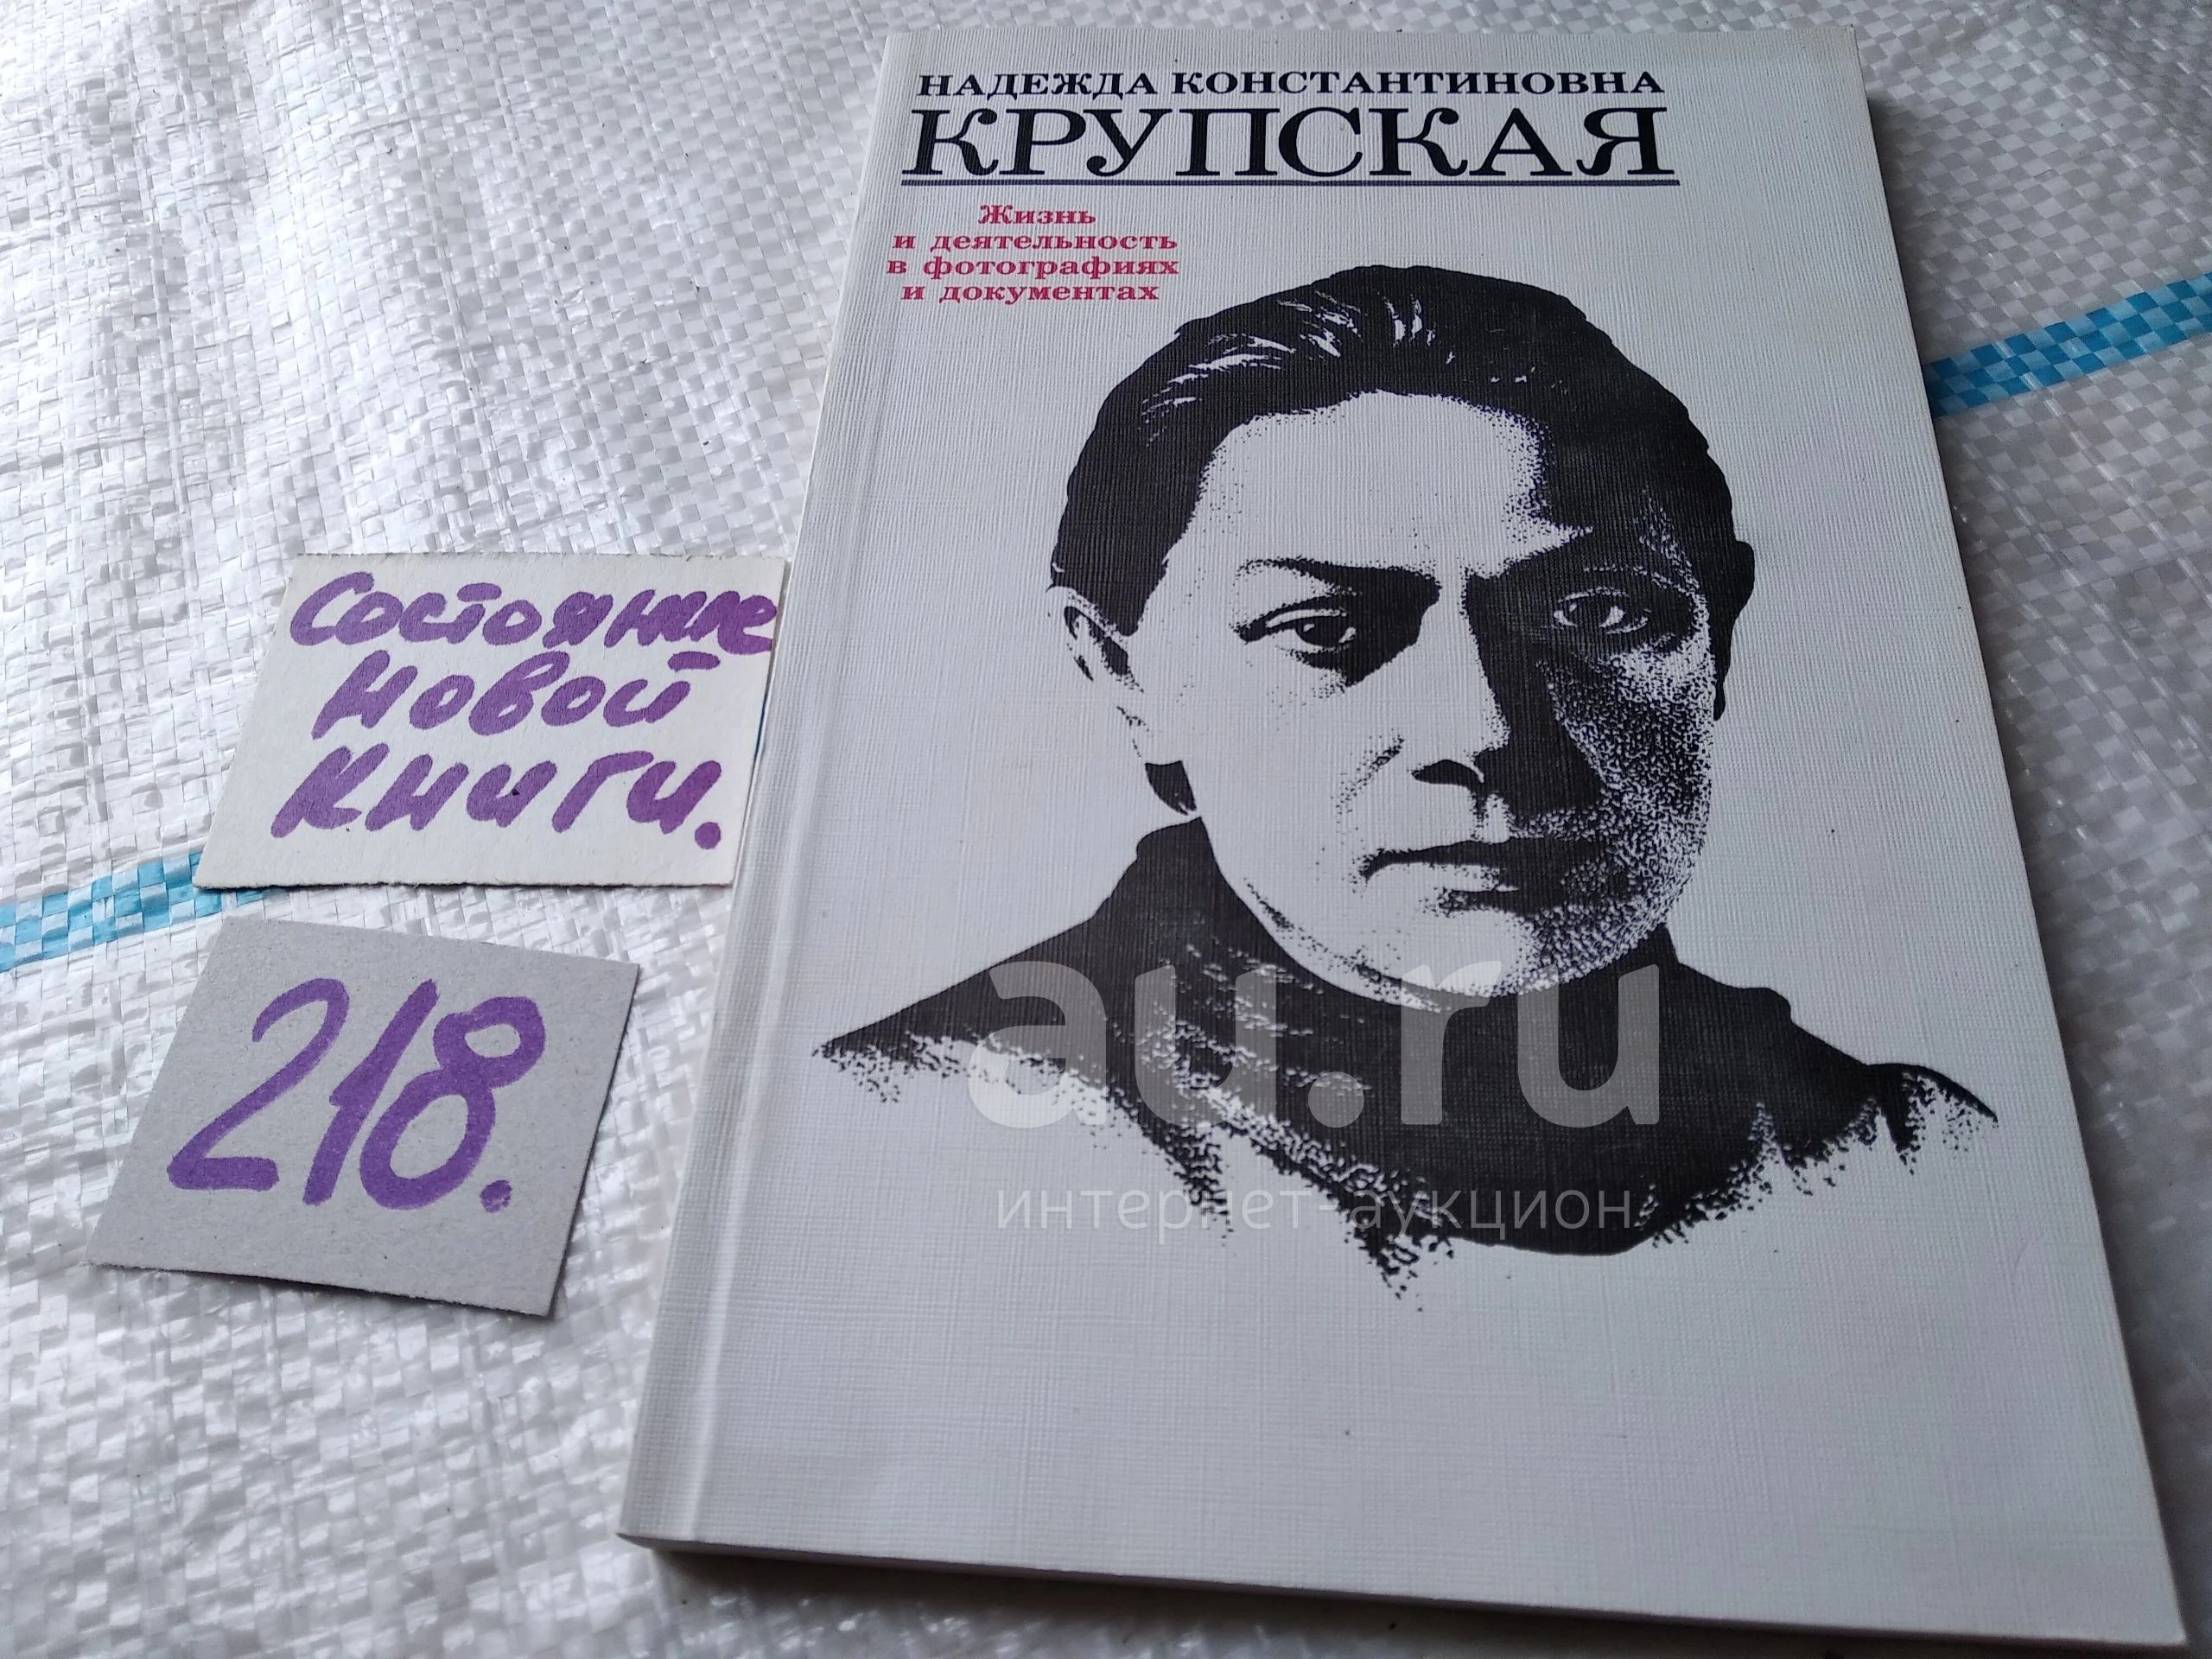 НАДЕЖДА КОНСТАНТИНОВНА
КРУПСКАЯ
Жизнь
и деятельность
в фотографиях
и документах
Состояние
новой
книги.
218.
au.ru
интернет-аукцион